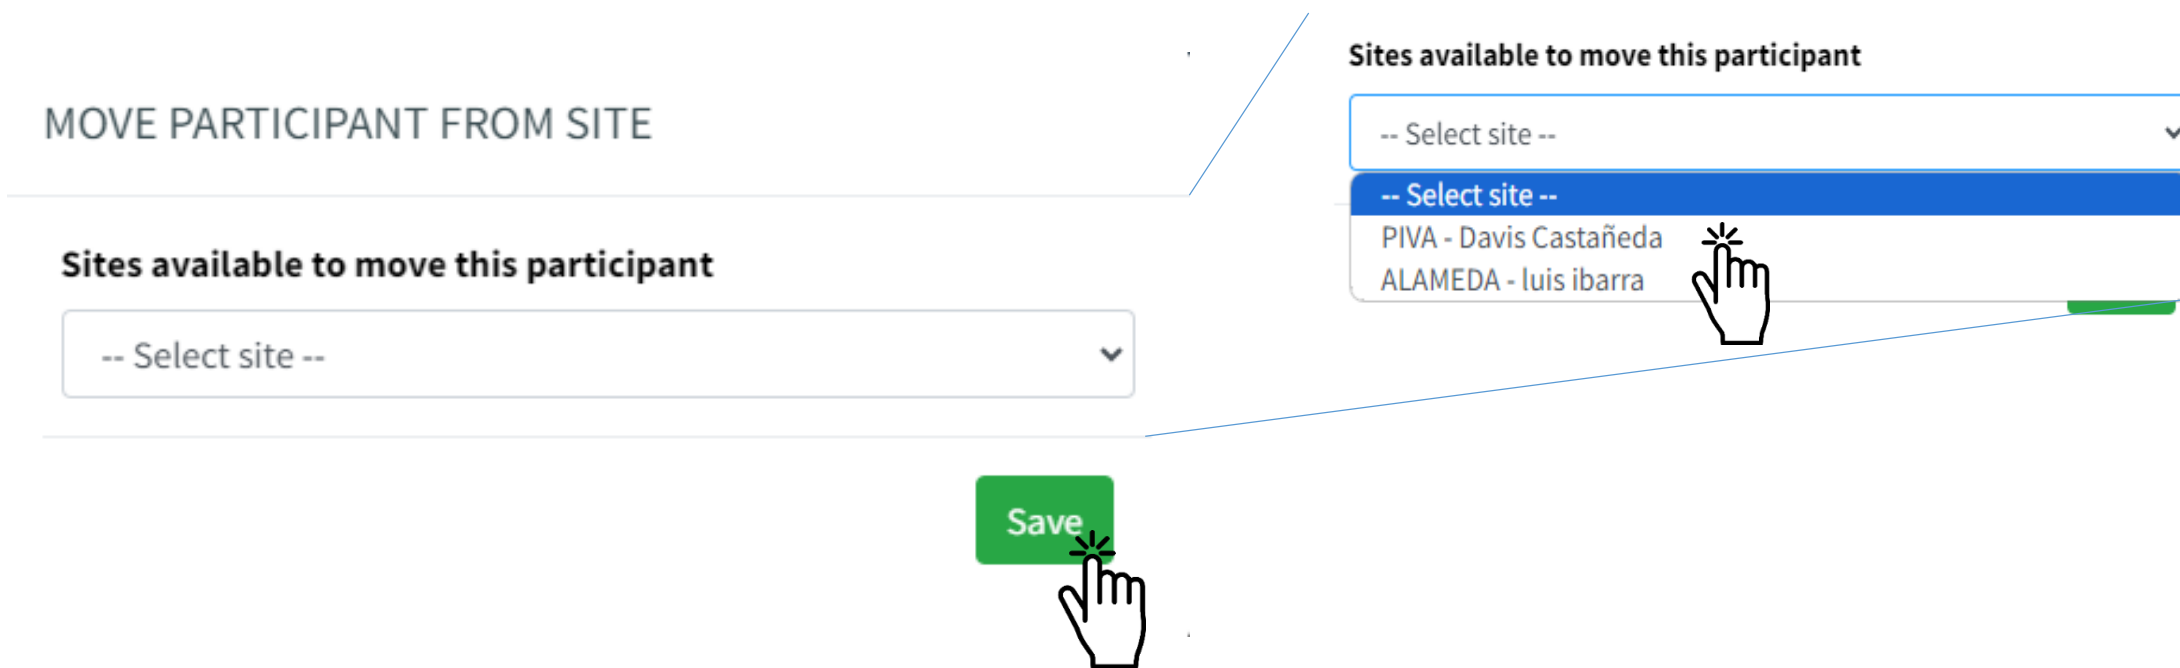 MOVE PARTICIPANT FROM SITE
Sites available to move this participant
-- Select site --
Save
Sites available to move this participant
-- Select site --
-- Select site --
PIVA - Davis Castañeda
ALAMEDA - luis ibarra